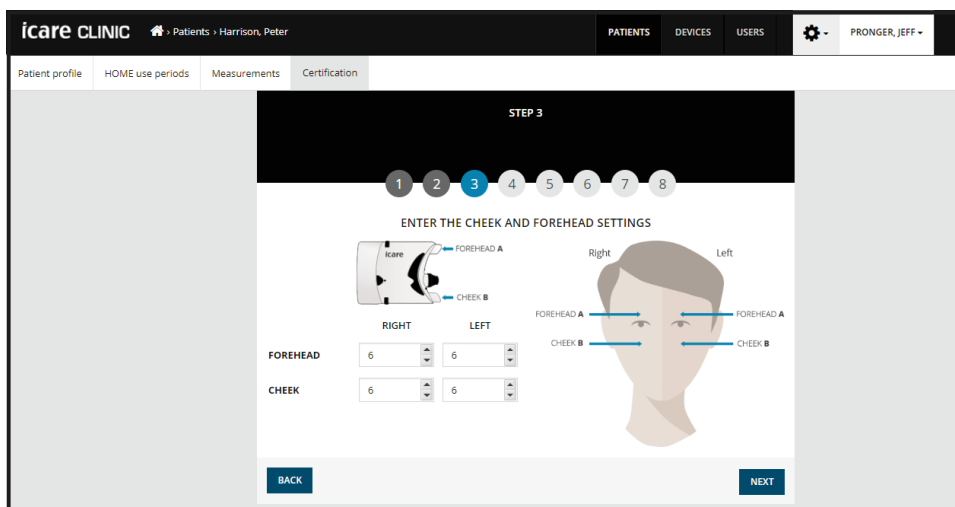 icare CLINIC › Patients › Harrison, Peter PATIENTS DEVICES USERS PRONGER, JEFF
Patient profile HOME use periods Measurements Certification
STEP 3
1 2 3 4 5 6 7 8
ENTER THE CHEEK AND FOREHEAD SETTINGS
icare FOREHEAD A
CHEEK B
Right Left
FOREHEAD A FOREHEAD A
CHEEK B CHEEK B
RIGHT LEFT
FOREHEAD 6 6
CHEEK 6 6
BACK NEXT